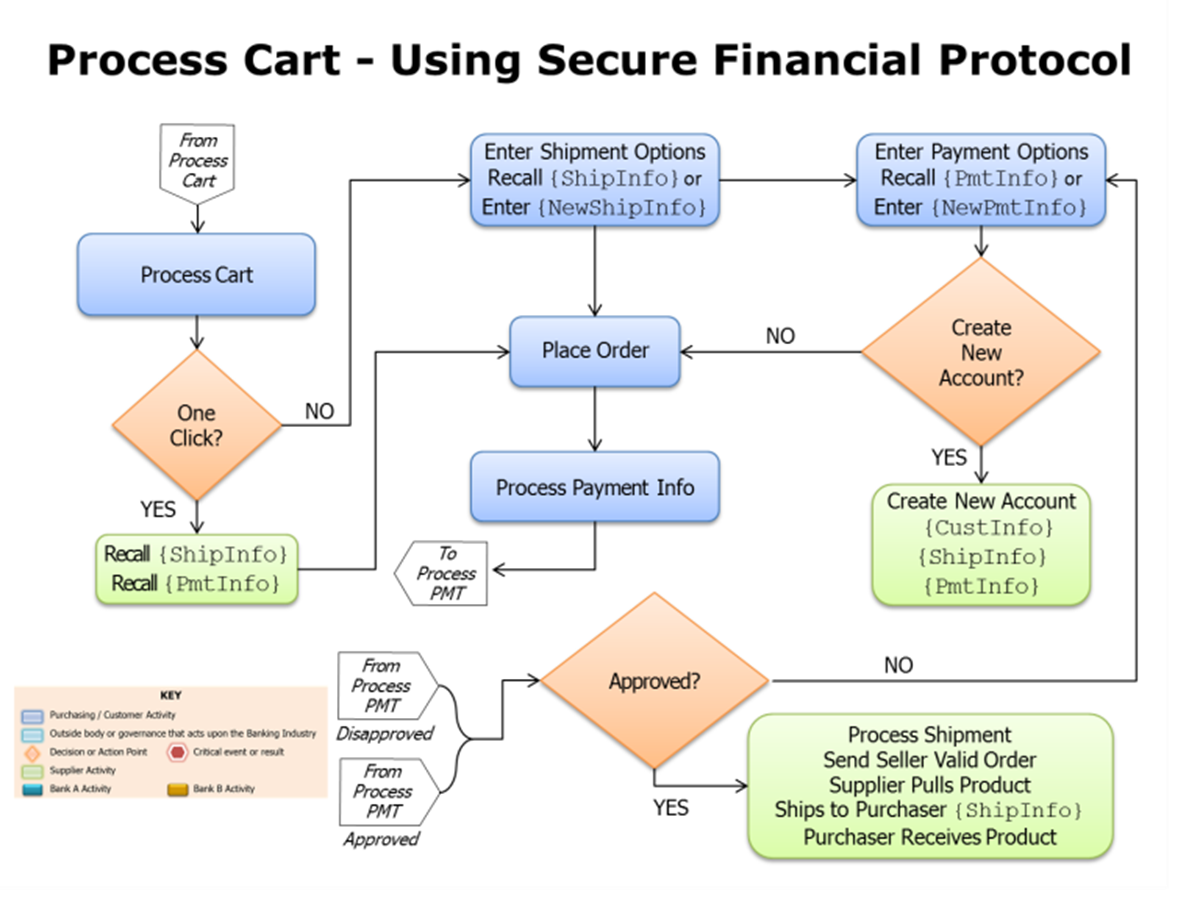 Process Cart - Using Secure Financial Protocol
From
Process
Cart
Process Cart
One
Click?
NO
YES
Recall {ShipInfo}
Recall {PmtInfo}
Enter Shipment Options
Recall {ShipInfo} or
Enter {NewShipInfo}
Enter Payment Options
Recall {PmtInfo} or
Enter {NewPmtInfo}
Place Order
NO
Create
New
Account?
YES
Create New Account
{CustInfo}
{ShipInfo}
{PmtInfo}
Process Payment Info
To
Process
PMT
From
Process
PMT
Disapproved
From
Process
PMT
Approved
Approved?
NO
YES
Process Shipment
Send Seller Valid Order
Supplier Pulls Product
Ships to Purchaser {ShipInfo}
Purchaser Receives Product
KEY
Purchasing / Customer Activity
Outside body or governance that acts upon the Banking Industry
Decision or Action Point
Critical event or result
Supplier Activity
Bank A Activity
Bank B Activity